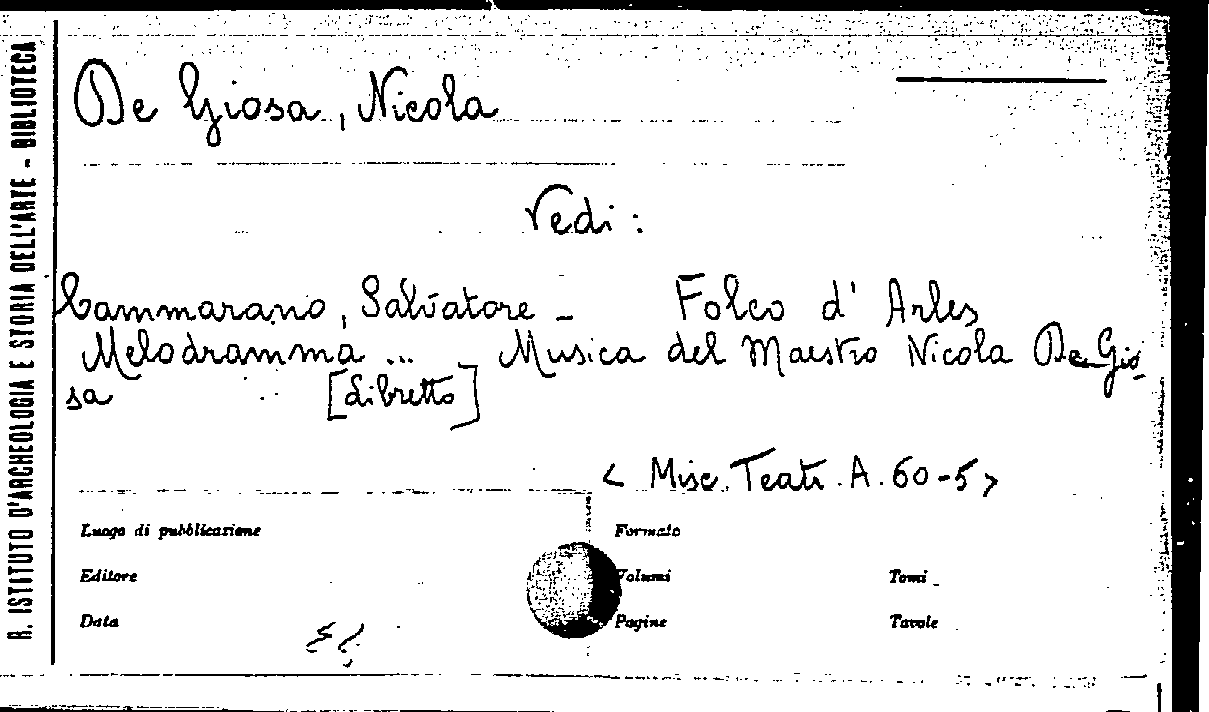 R. ISTITUTO D'ARCHEOLOGIA E STORIA DELL'ARTE - BIBLIOTECA
De Giosa, Nicola
Vedi:
Cammarano, Salvatore - Folco d' Arles
Melodramma ... Musica del Maestro Nicola De Gio-
sa [Libretto]
< Misc. Teatr. A. 60-5 >
Luogo di pubblicazione Formato
Editore Volumi Tomi
Data Pagine Tavole